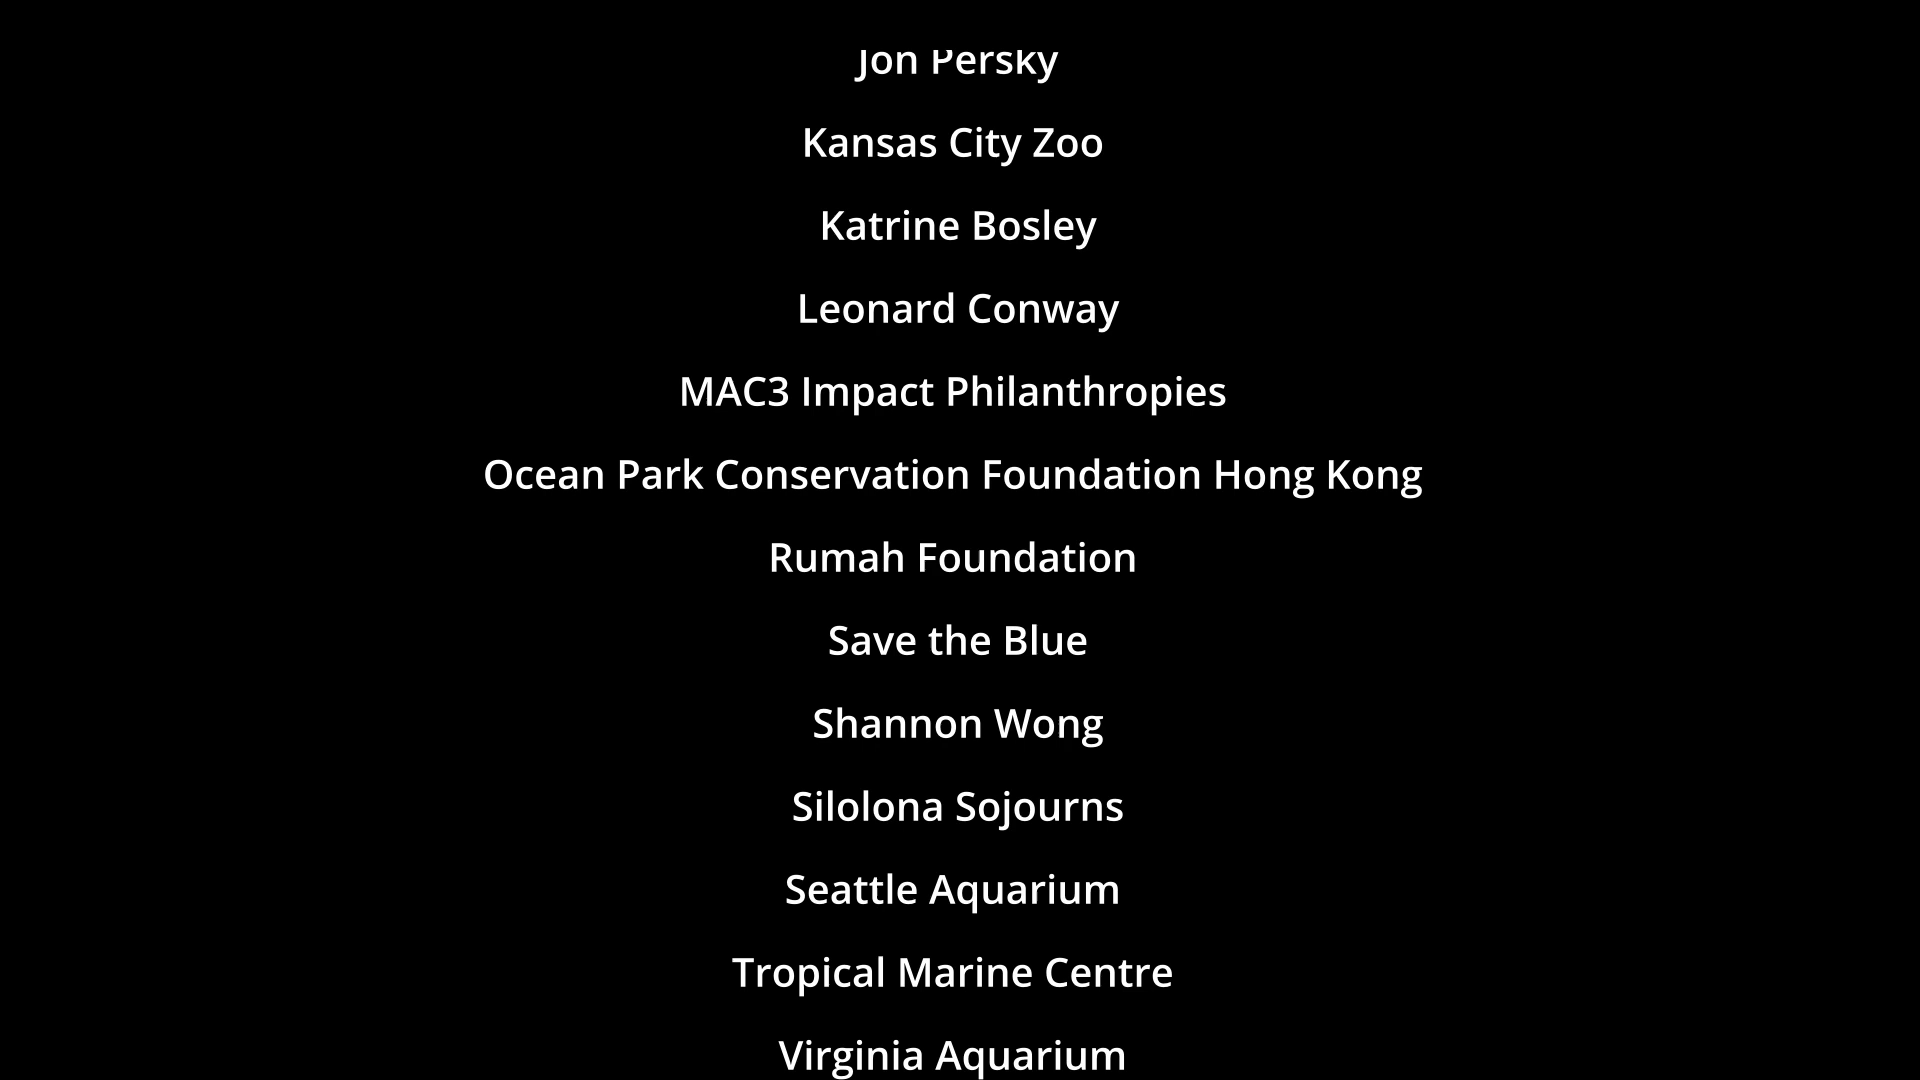 Jon Persky
Kansas City Zoo
Katrine Bosley
Leonard Conway
MAC3 Impact Philanthropies
Ocean Park Conservation Foundation Hong Kong
Rumah Foundation
Save the Blue
Shannon Wong
Silolona Sojourns
Seattle Aquarium
Tropical Marine Centre
Virginia Aquarium